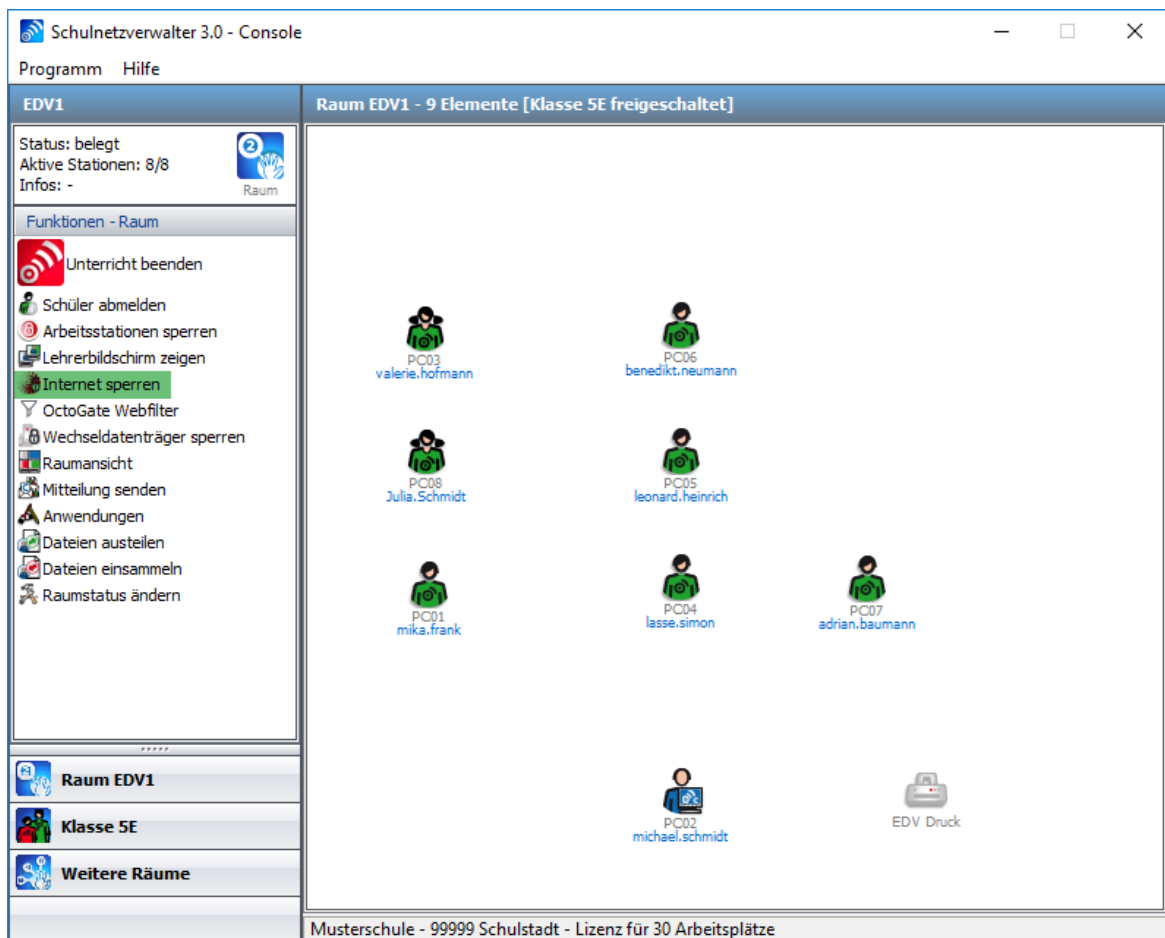 Schulnetzverwalter 3.0 - Console
Programm Hilfe
EDV1
Status: belegt
Aktive Stationen: 8/8
Infos: -
Raum
Funktionen - Raum
Unterricht beenden
Schüler abmelden
Arbeitsstationen sperren
Lehrerbildschirm zeigen
Internet sperren
OctoGate Webfilter
Wechseldatenträger sperren
Raumansicht
Mitteilung senden
Anwendungen
Dateien austeilen
Dateien einsammeln
Raumstatus ändern
Raum EDV1
Klasse 5E
Weitere Räume
Raum EDV1 - 9 Elemente [Klasse 5E freigeschaltet]
PC03
valerie.hofmann
PC06
benedikt.neumann
PC08
Julia.Schmidt
PC05
leonard.heinrich
PC01
mika.frank
PC04
lasse.simon
PC07
adrian.baumann
PC02
michael.schmidt
EDV Druck
Musterschule - 99999 Schulstadt - Lizenz für 30 Arbeitsplätze